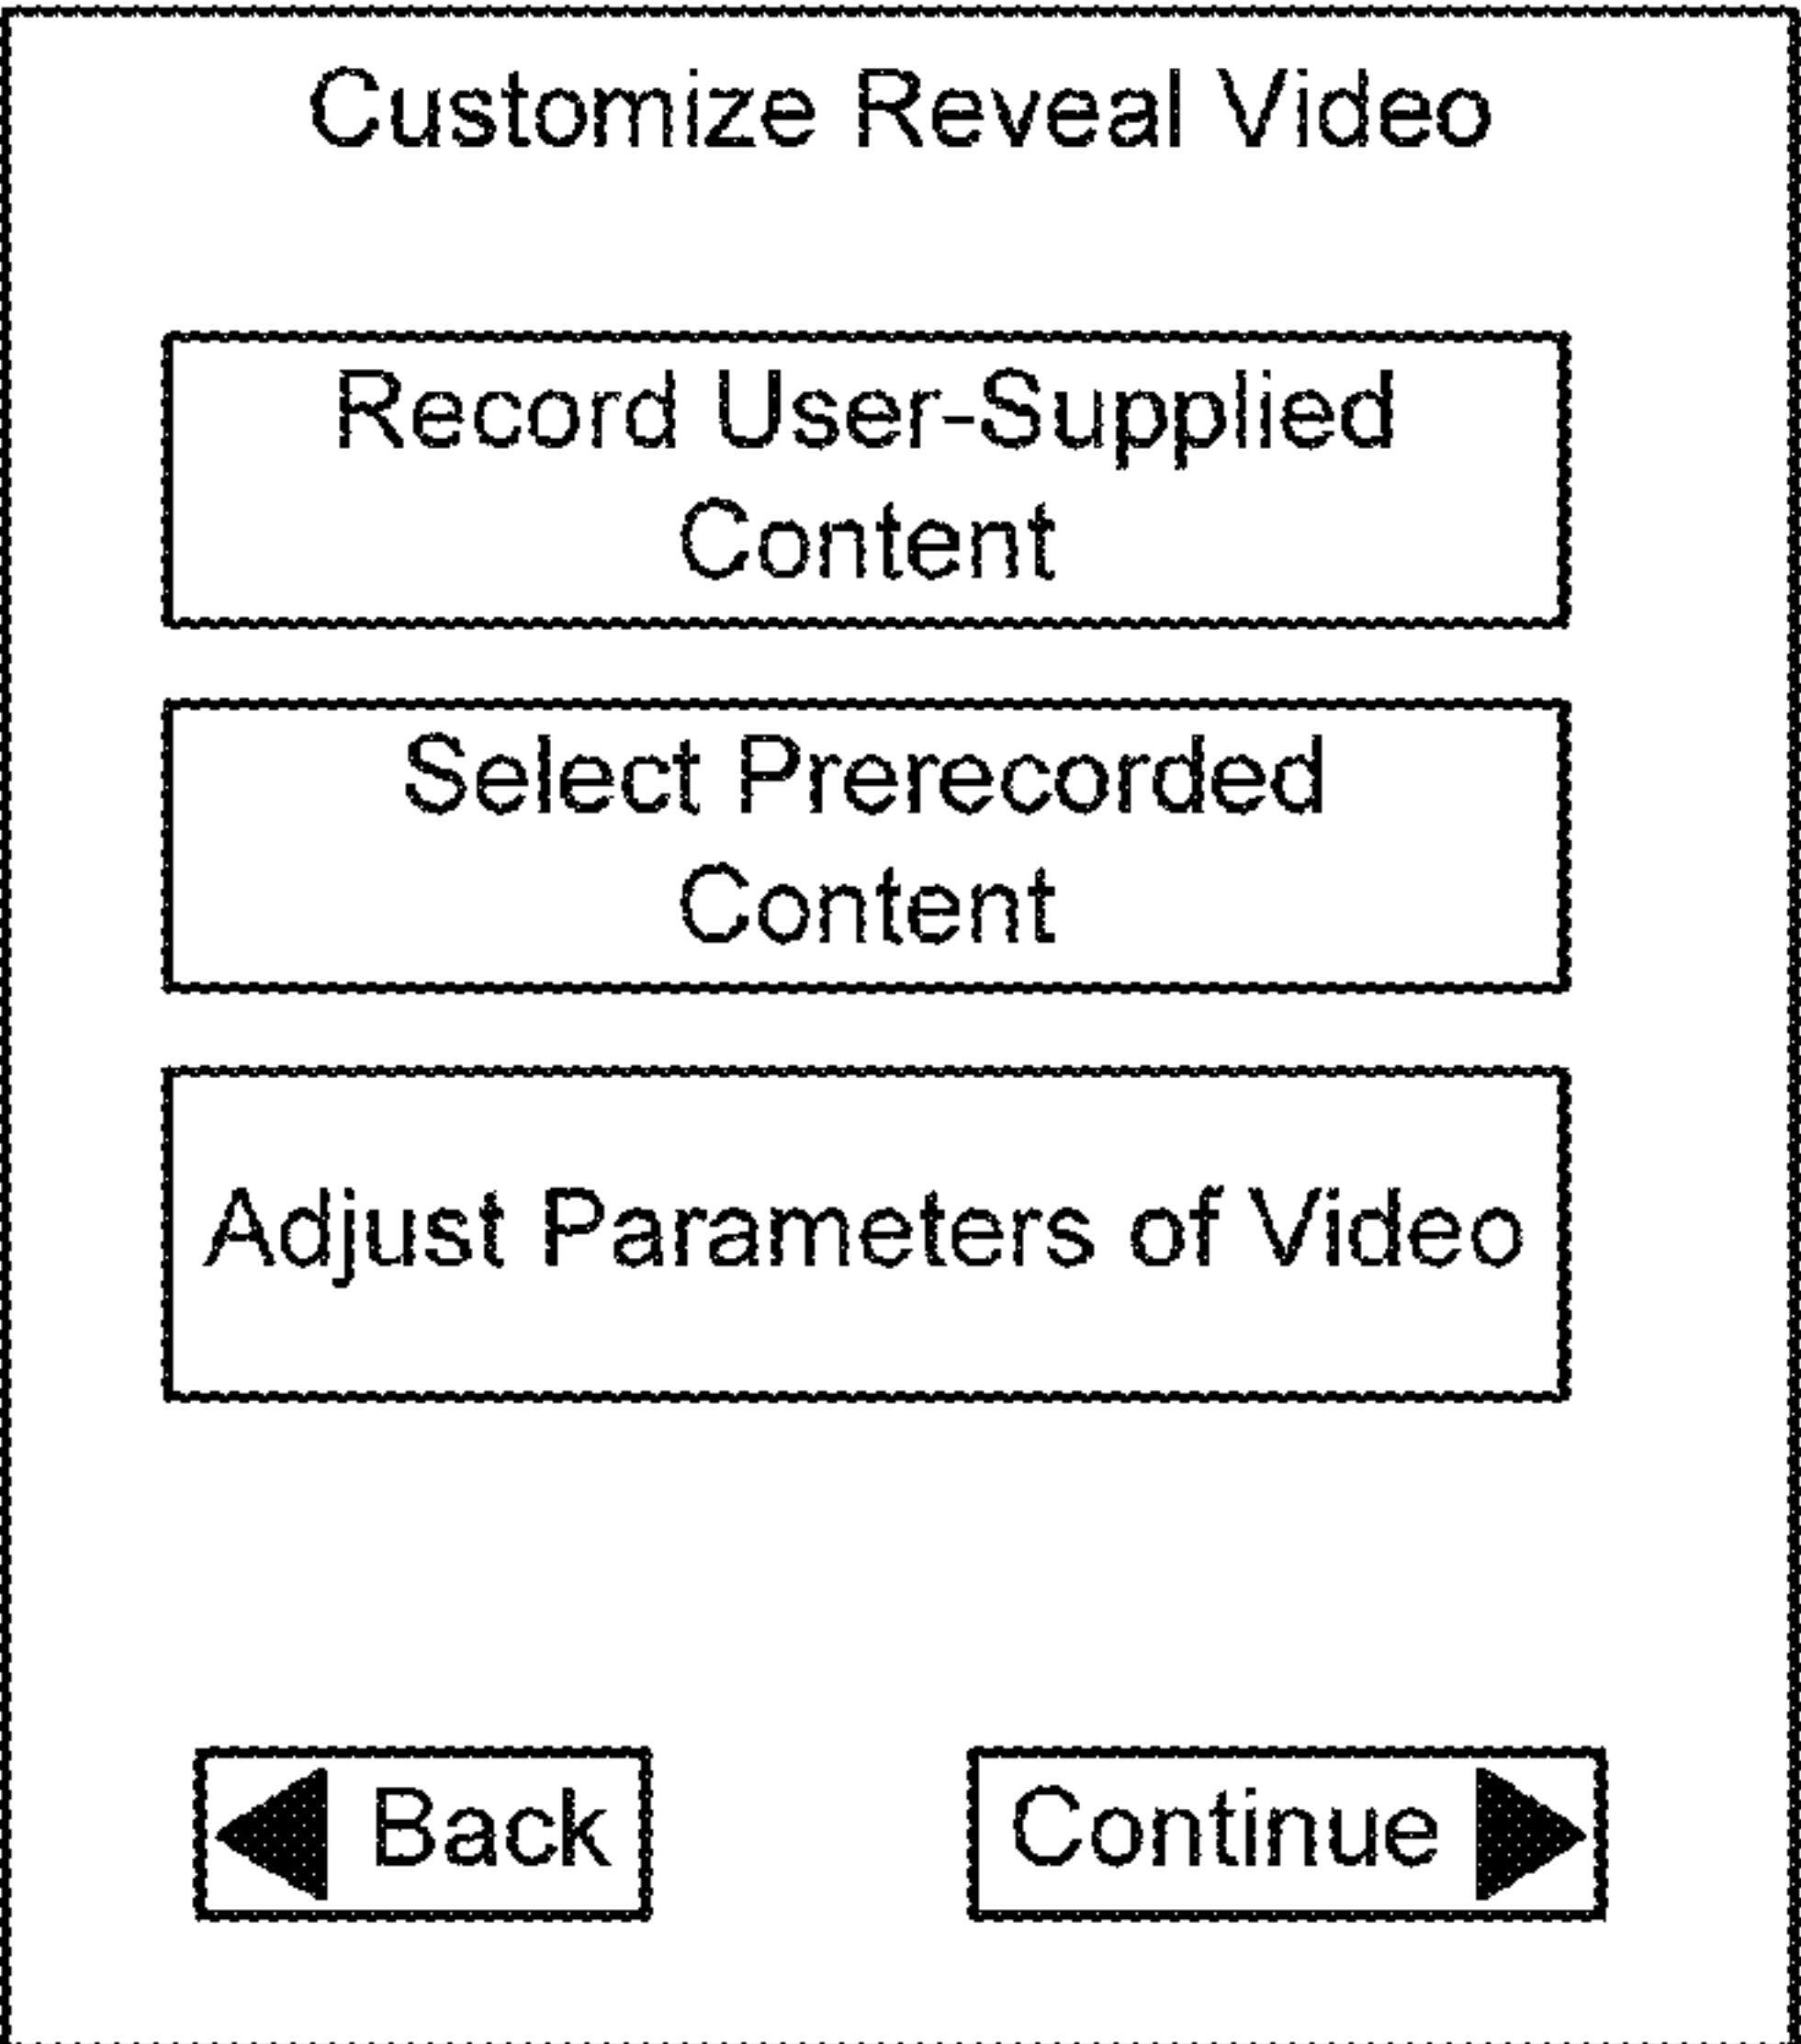 Customize Reveal Video
Record User-Supplied
Content
Select Prerecorded
Content
Adjust Parameters of Video
Back
Continue